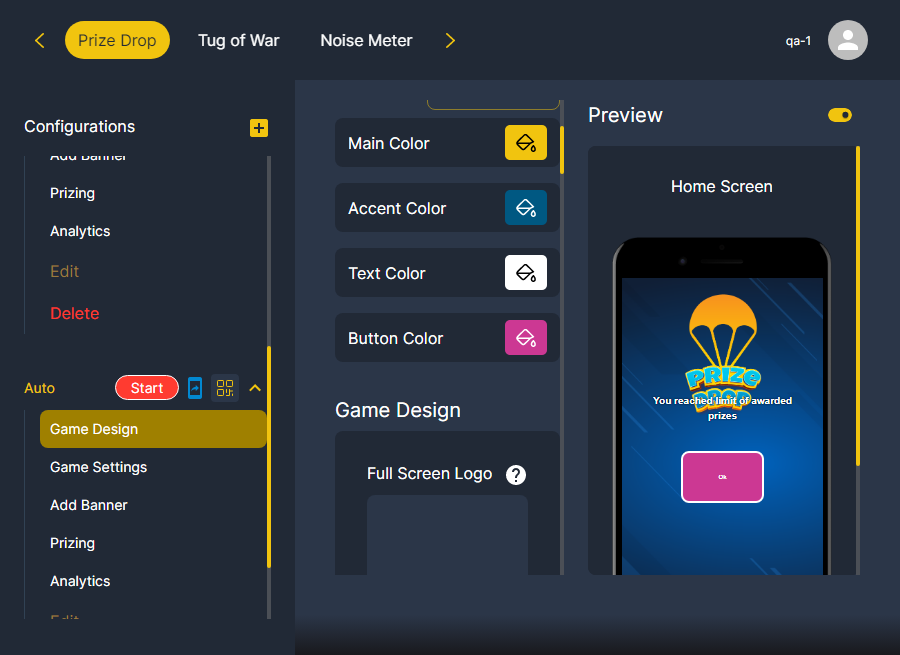 Prize Drop
Tug of War
Noise Meter
qa-1
Configurations
Add Banner
Prizing
Analytics
Edit
Delete
Auto
Start
Game Design
Game Settings
Add Banner
Prizing
Analytics
Edit
Main Color
Accent Color
Text Color
Button Color
Game Design
Full Screen Logo
?
Preview
Home Screen
PRIZE
DROP
You reached limit of awarded
prizes
Ok